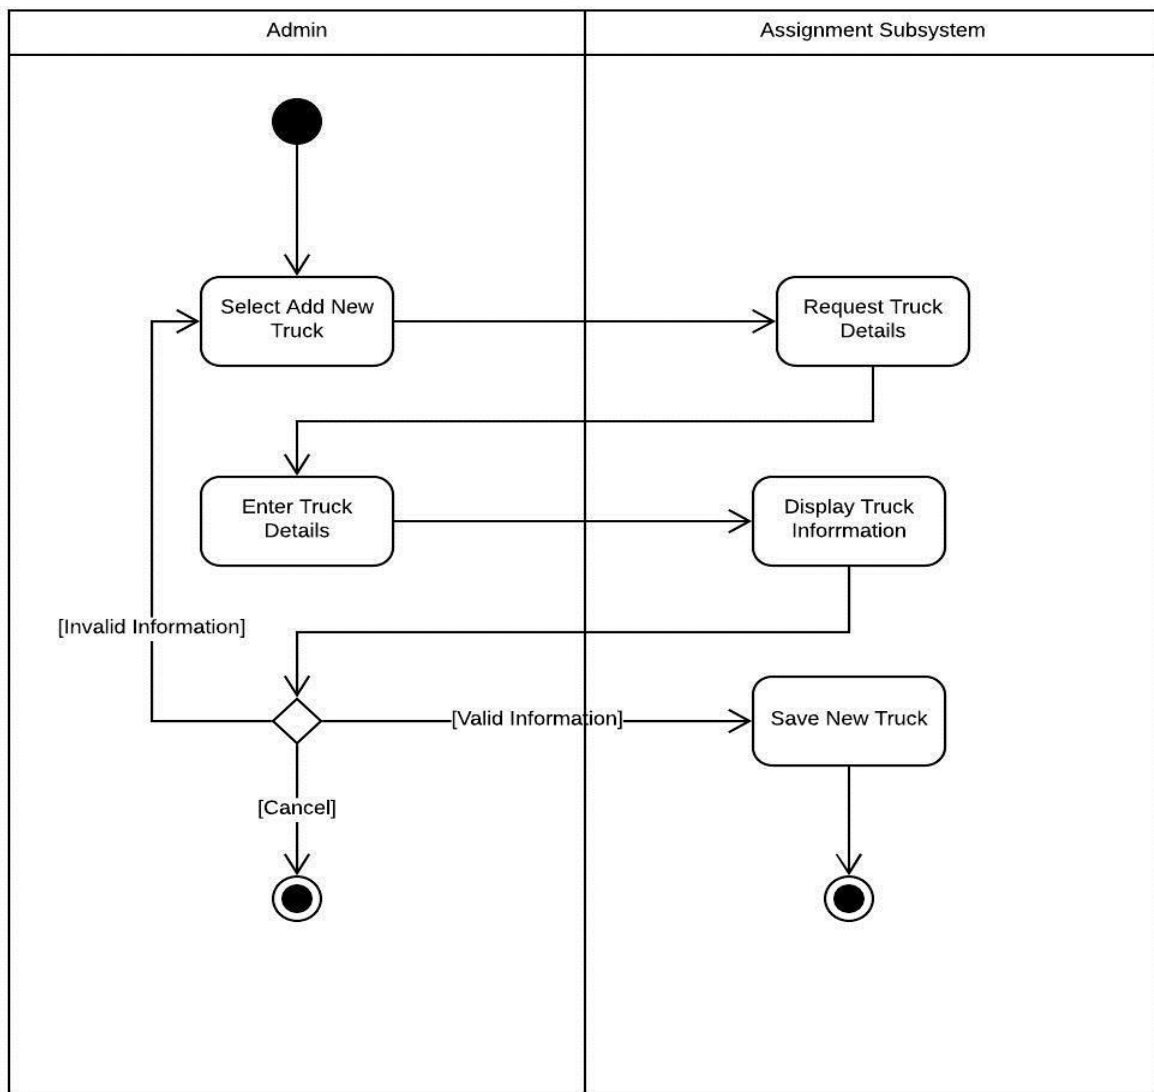 Admin
Assignment Subsystem
Select Add New
Truck
Request Truck
Details
Enter Truck
Details
Display Truck
Inforrmation
[Invalid Information]
[Valid Information]
Save New Truck
[Cancel]